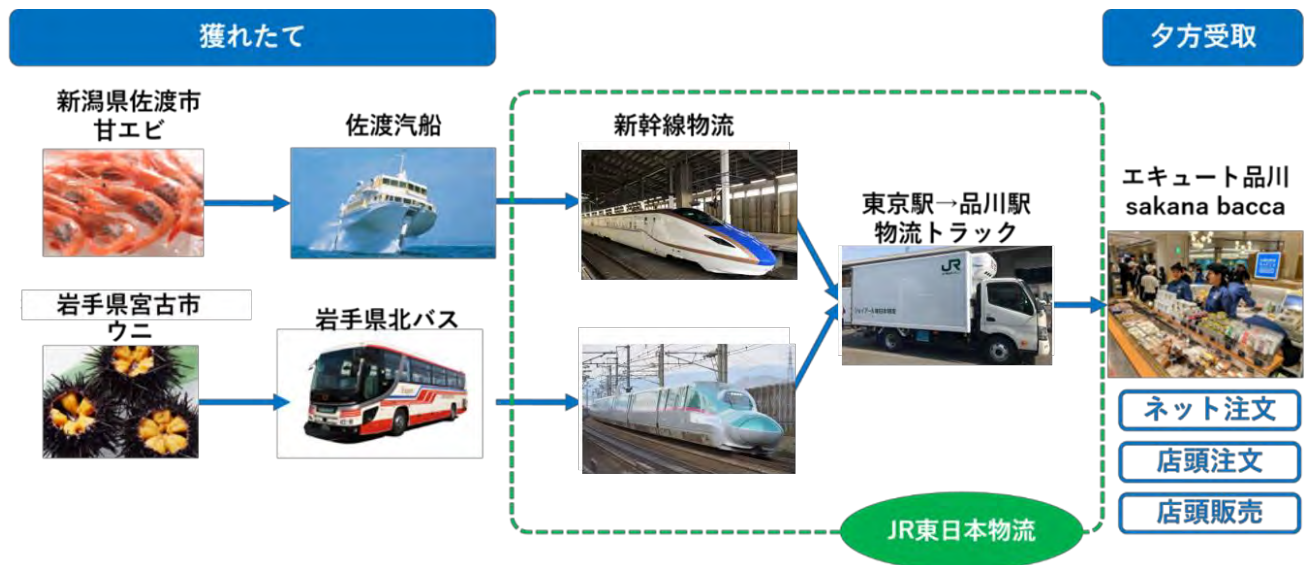 獲れたて
夕方受取
新潟県佐渡市
甘エビ
佐渡汽船
新幹線物流
東京駅→品川駅
物流トラック
エキュート品川
sakana bacca
JR
岩手県宮古市
ウニ
岩手県北バス
ネット注文
店頭注文
店頭販売
JR東日本物流